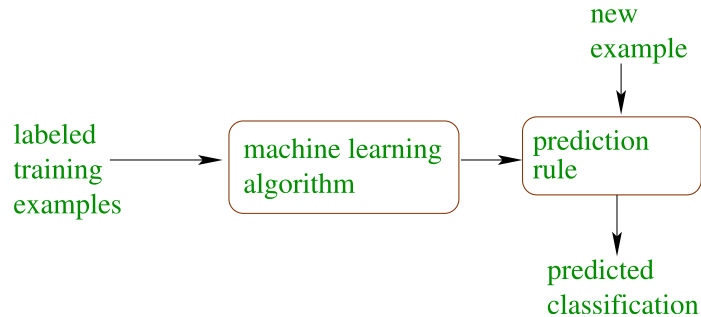 new
example
labeled
training
examples
machine learning
algorithm
prediction
rule
predicted
classification